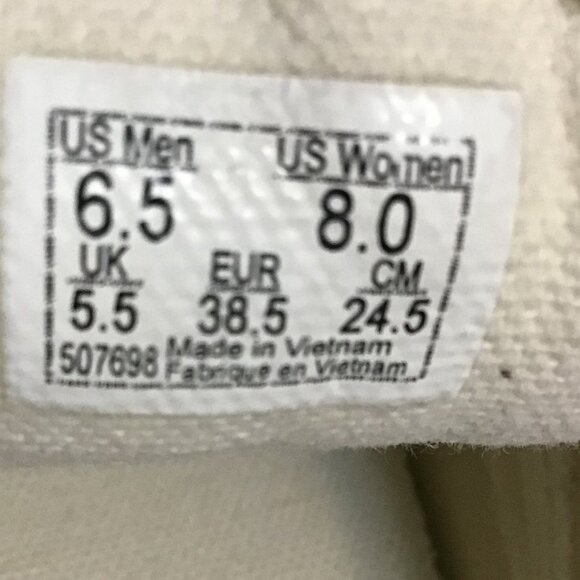 US Men US Women
6.5 8.0
UK EUR CM
5.5 38.5 24.5
507698 Made in Vietnam
Fabrique en Vietnam